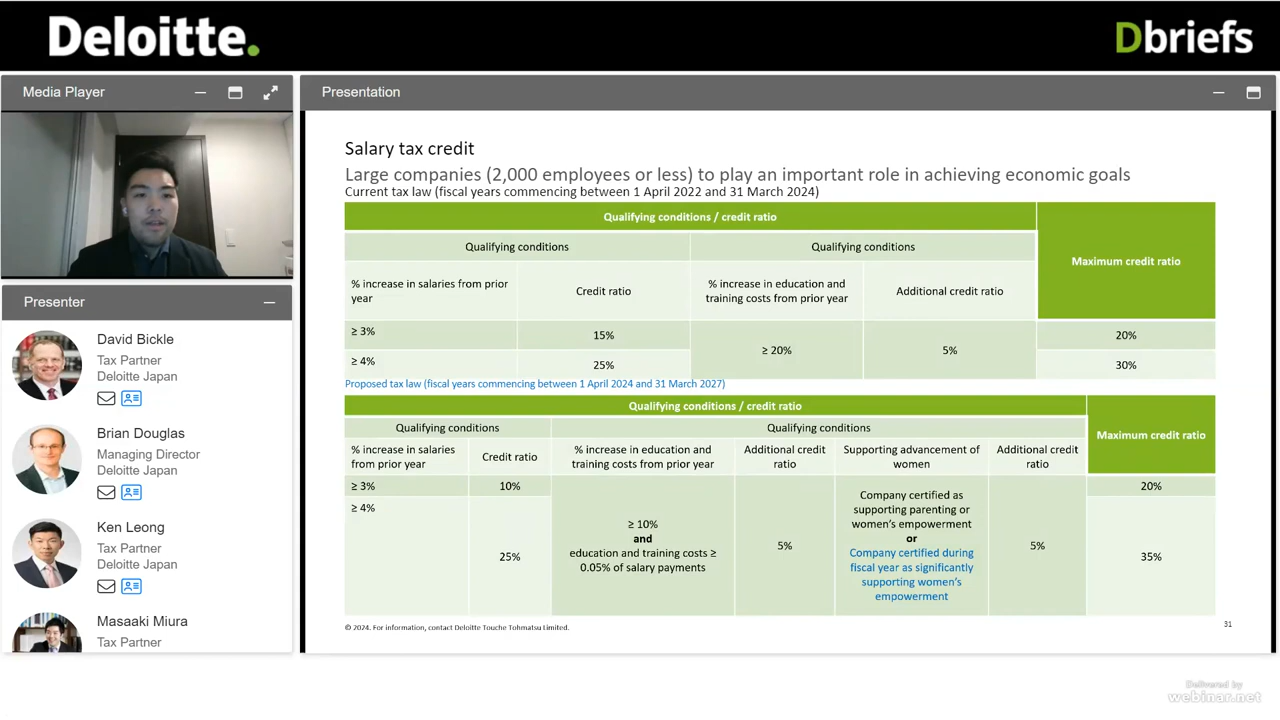 Deloitte.
Dbriefs
Media Player
Presentation
Presenter
David Bickle
Tax Partner
Deloitte Japan
Brian Douglas
Managing Director
Deloitte Japan
Ken Leong
Tax Partner
Deloitte Japan
Masaaki Miura
Tax Partner
Salary tax credit
Large companies (2,000 employees or less) to play an important role in achieving economic goals
Current tax law (fiscal years commencing between 1 April 2022 and 31 March 2024)
Qualifying conditions / credit ratio
Maximum credit ratio
Qualifying conditions
Qualifying conditions
% increase in salaries from prior
year
Credit ratio
% increase in education and
training costs from prior year
Additional credit ratio
≥ 3%
15%
≥ 20%
5%
20%
≥ 4%
25%
30%
Proposed tax law (fiscal years commencing between 1 April 2024 and 31 March 2027)
Qualifying conditions / credit ratio
Maximum credit ratio
Qualifying conditions
Qualifying conditions
% increase in salaries
from prior year
Credit ratio
% increase in education and
training costs from prior year
Additional credit
ratio
Supporting advancement of
women
Additional credit
ratio
≥ 3%
10%
≥ 10%
and
education and training costs ≥
0.05% of salary payments
5%
Company certified as
supporting parenting or
women's empowerment
or
Company certified during
fiscal year as significantly
supporting women's
empowerment
5%
20%
≥ 4%
25%
35%
© 2024. For information, contact Deloitte Touche Tohmatsu Limited.
31
Delivered by
webinar.net